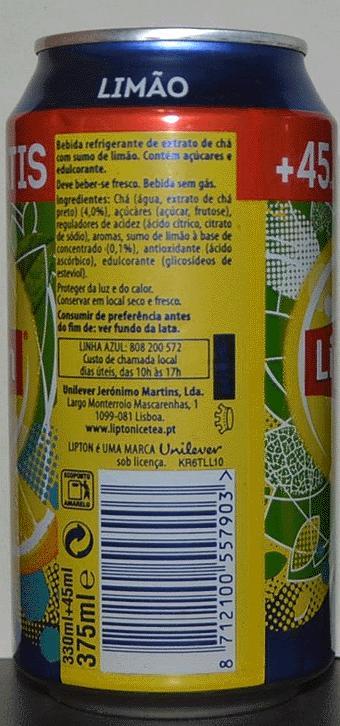 LIMÃO
TIS
+45
Bebida refrigerante de extrato de chá
com sumo de limão. Contém açúcares e
edulcorante.
Deve beber-se fresco. Bebida sem gás.
Ingredientes: Chá (água, extrato de chá
preto) (4,0%), açúcares (açúcar, frutose),
reguladores de acidez (ácido cítrico, citrato
de sódio), aromas, sumo de limão à base de
concentrado (0,1%), antioxidante (ácido
ascórbico), edulcorante (glicosídeos de
esteviol).
Proteger da luz e do calor.
Conservar em local seco e fresco.
Consumir de preferência antes
do fim de: ver fundo da lata.
LINHA AZUL: 808 200 572
Custo de chamada local
dias úteis, das 10h às 17h
Unilever Jerónimo Martins, Lda.
Largo Monterroio Mascarenhas, 1
1099-081 Lisboa.
www.liptonicetea.pt
LIPTON é UMA MARCA Unilever
sob licença. KR6TLL10
ECOPONTO
AMARELO
330ml+45ml
375ml e
8 712100 557903 >
Li